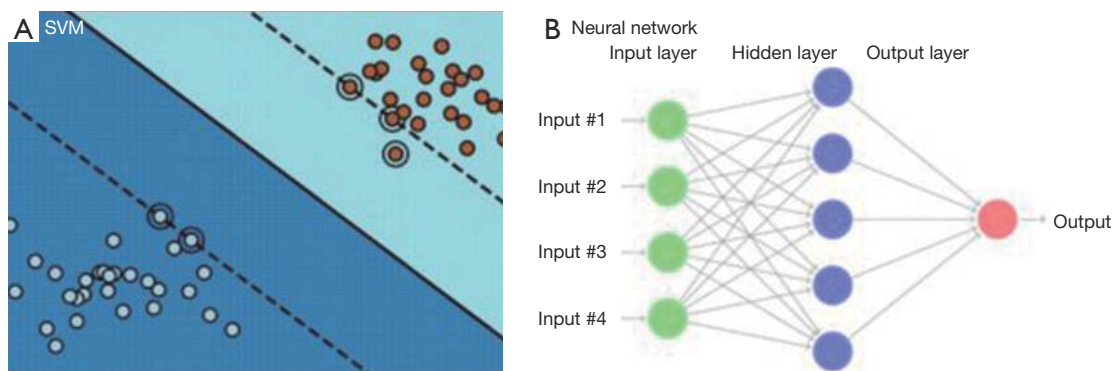 A SVM
B Neural network
Input layer Hidden layer Output layer
Input #1
Input #2
Input #3
Input #4
Output